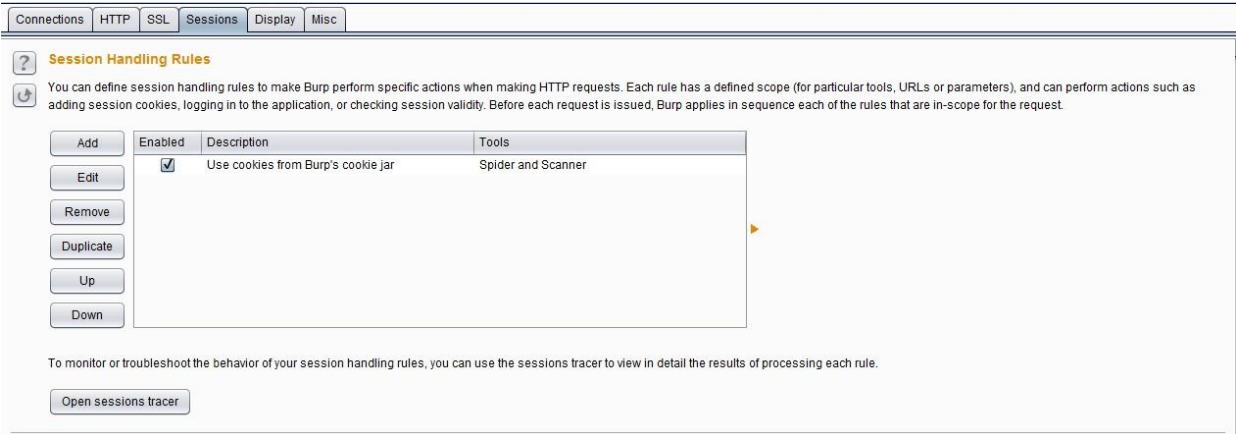 Connections HTTP SSL Sessions Display Misc
?
Session Handling Rules
You can define session handling rules to make Burp perform specific actions when making HTTP requests. Each rule has a defined scope (for particular tools, URLs or parameters), and can perform actions such as
adding session cookies, logging in to the application, or checking session validity. Before each request is issued, Burp applies in sequence each of the rules that are in-scope for the request.
Add
Edit
Remove
Duplicate
Up
Down
Enabled Description Tools
Use cookies from Burp's cookie jar Spider and Scanner
To monitor or troubleshoot the behavior of your session handling rules, you can use the sessions tracer to view in detail the results of processing each rule.
Open sessions tracer